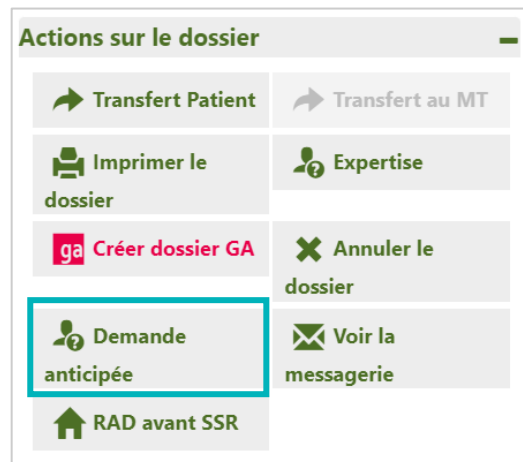 Actions sur le dossier
Transfert Patient
Transfert au MT
Imprimer le
dossier
Expertise
ga Créer dossier GA
Annuler le
dossier
Demande
anticipée
Voir la
messagerie
RAD avant SSR